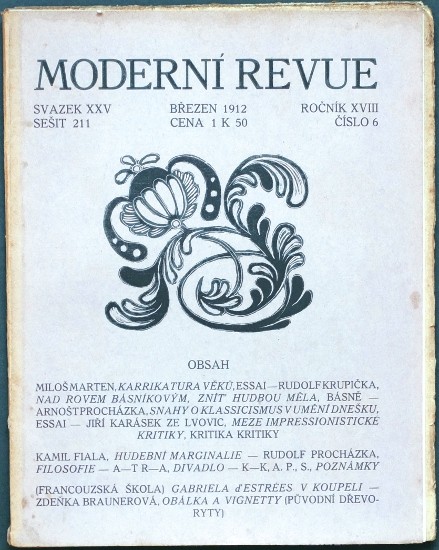 MODERNÍ REVUE
SVAZEK XXV BŘEZEN 1912 ROČNÍK XVIII
SEŠIT 211 CENA 1 K 50 ČÍSLO 6
OBSAH
MILOŠ MARTEN, KARRIKATURA VĚKŮ, ESSAI — RUDOLF KRUPIČKA,
NAD ROVEM BÁSNÍKOVÝM, ZNÍT HUDBOU MĚLA, BÁSNĚ —
ARNOŠT PROCHÁZKA, SNAHY O KLASSICISMUS V UMĚNÍ DNEŠKU,
ESSAI — JIŘÍ KARÁSEK ZE LVOVIC, MEZE IMPRESSIONISTICKÉ
KRITIKY, KRITIKA KRITIKY
KAMIL FIALA, HUDEBNÍ MARGINALIE — RUDOLF PROCHÁZKA,
FILOSOFIE — A—T R—A, DIVADLO — K—K, A. P., S., POZNÁMKY
(FRANCOUZSKÁ ŠKOLA) GABRIELA d'ESTRÉES V KOUPELI —
ZDEŇKA BRAUNEROVÁ, OBÁLKA A VIGNETTY (PŮVODNÍ DŘEVO-
RYTY)